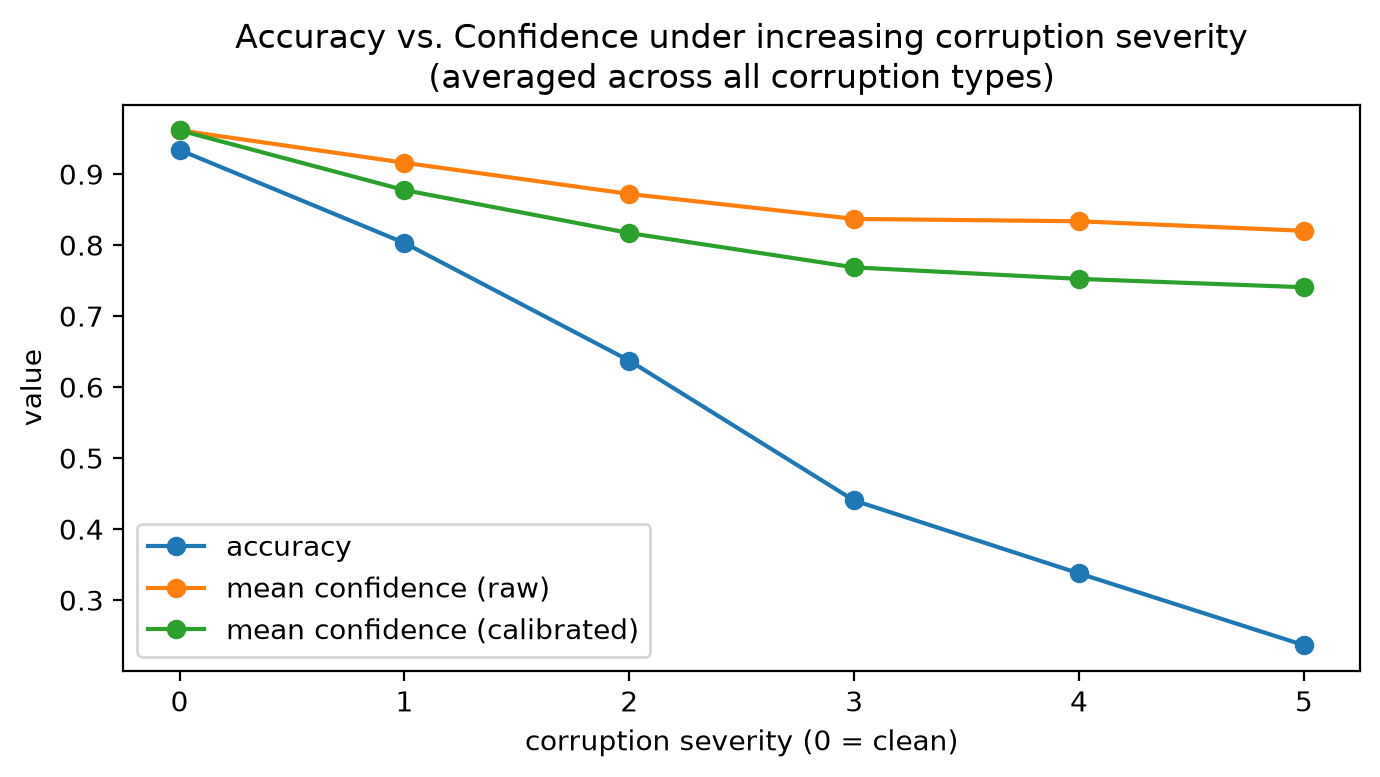 Accuracy vs. Confidence under increasing corruption severity
(averaged across all corruption types)
value
0.9
0.8
0.7
0.6
0.5
0.4
0.3
accuracy
mean confidence (raw)
mean confidence (calibrated)
0 1 2 3 4 5
corruption severity (0 = clean)